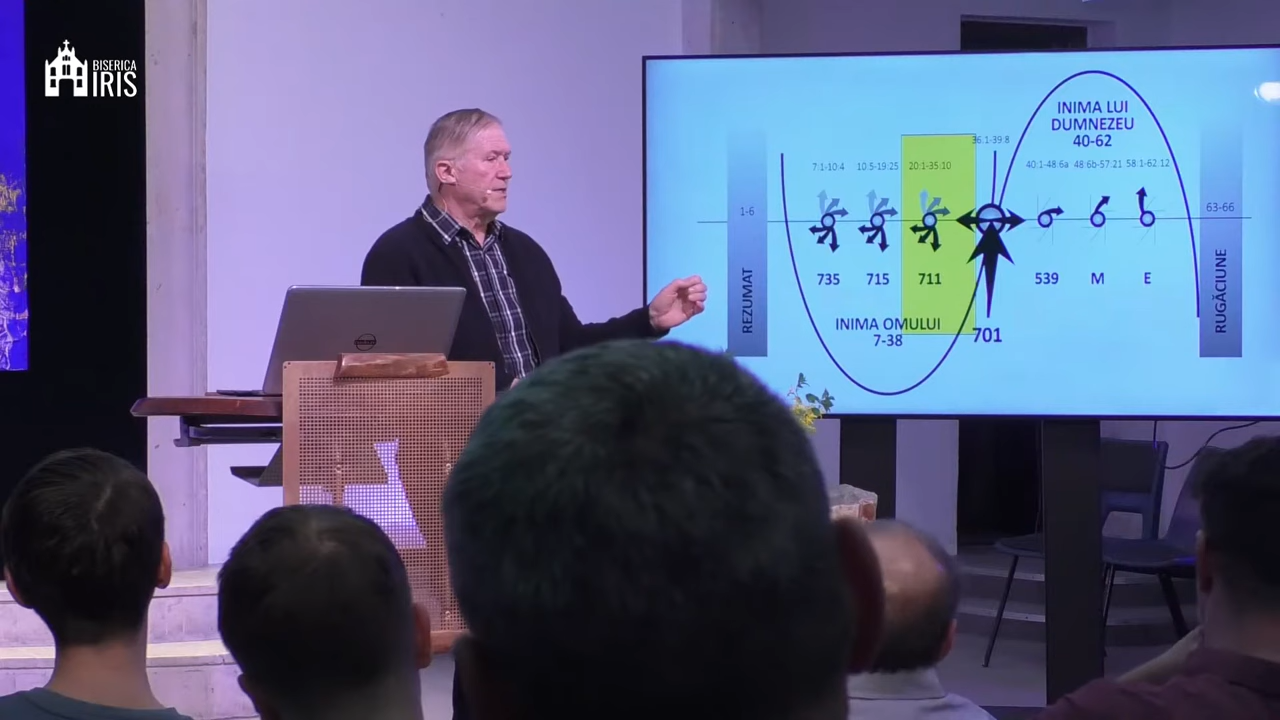 BISERICA
IRIS
INIMA LUI
DUMNEZEU
40-62
36:1-39:8
7:1-10:4
10:5-19:25
20:1-35:10
40:1-48:6a
48:6b-57:21
58:1-62:12
1-6
63-66
REZUMAT
RUGĂCIUNE
735
715
711
539
M
E
INIMA OMULUI
7-38
701